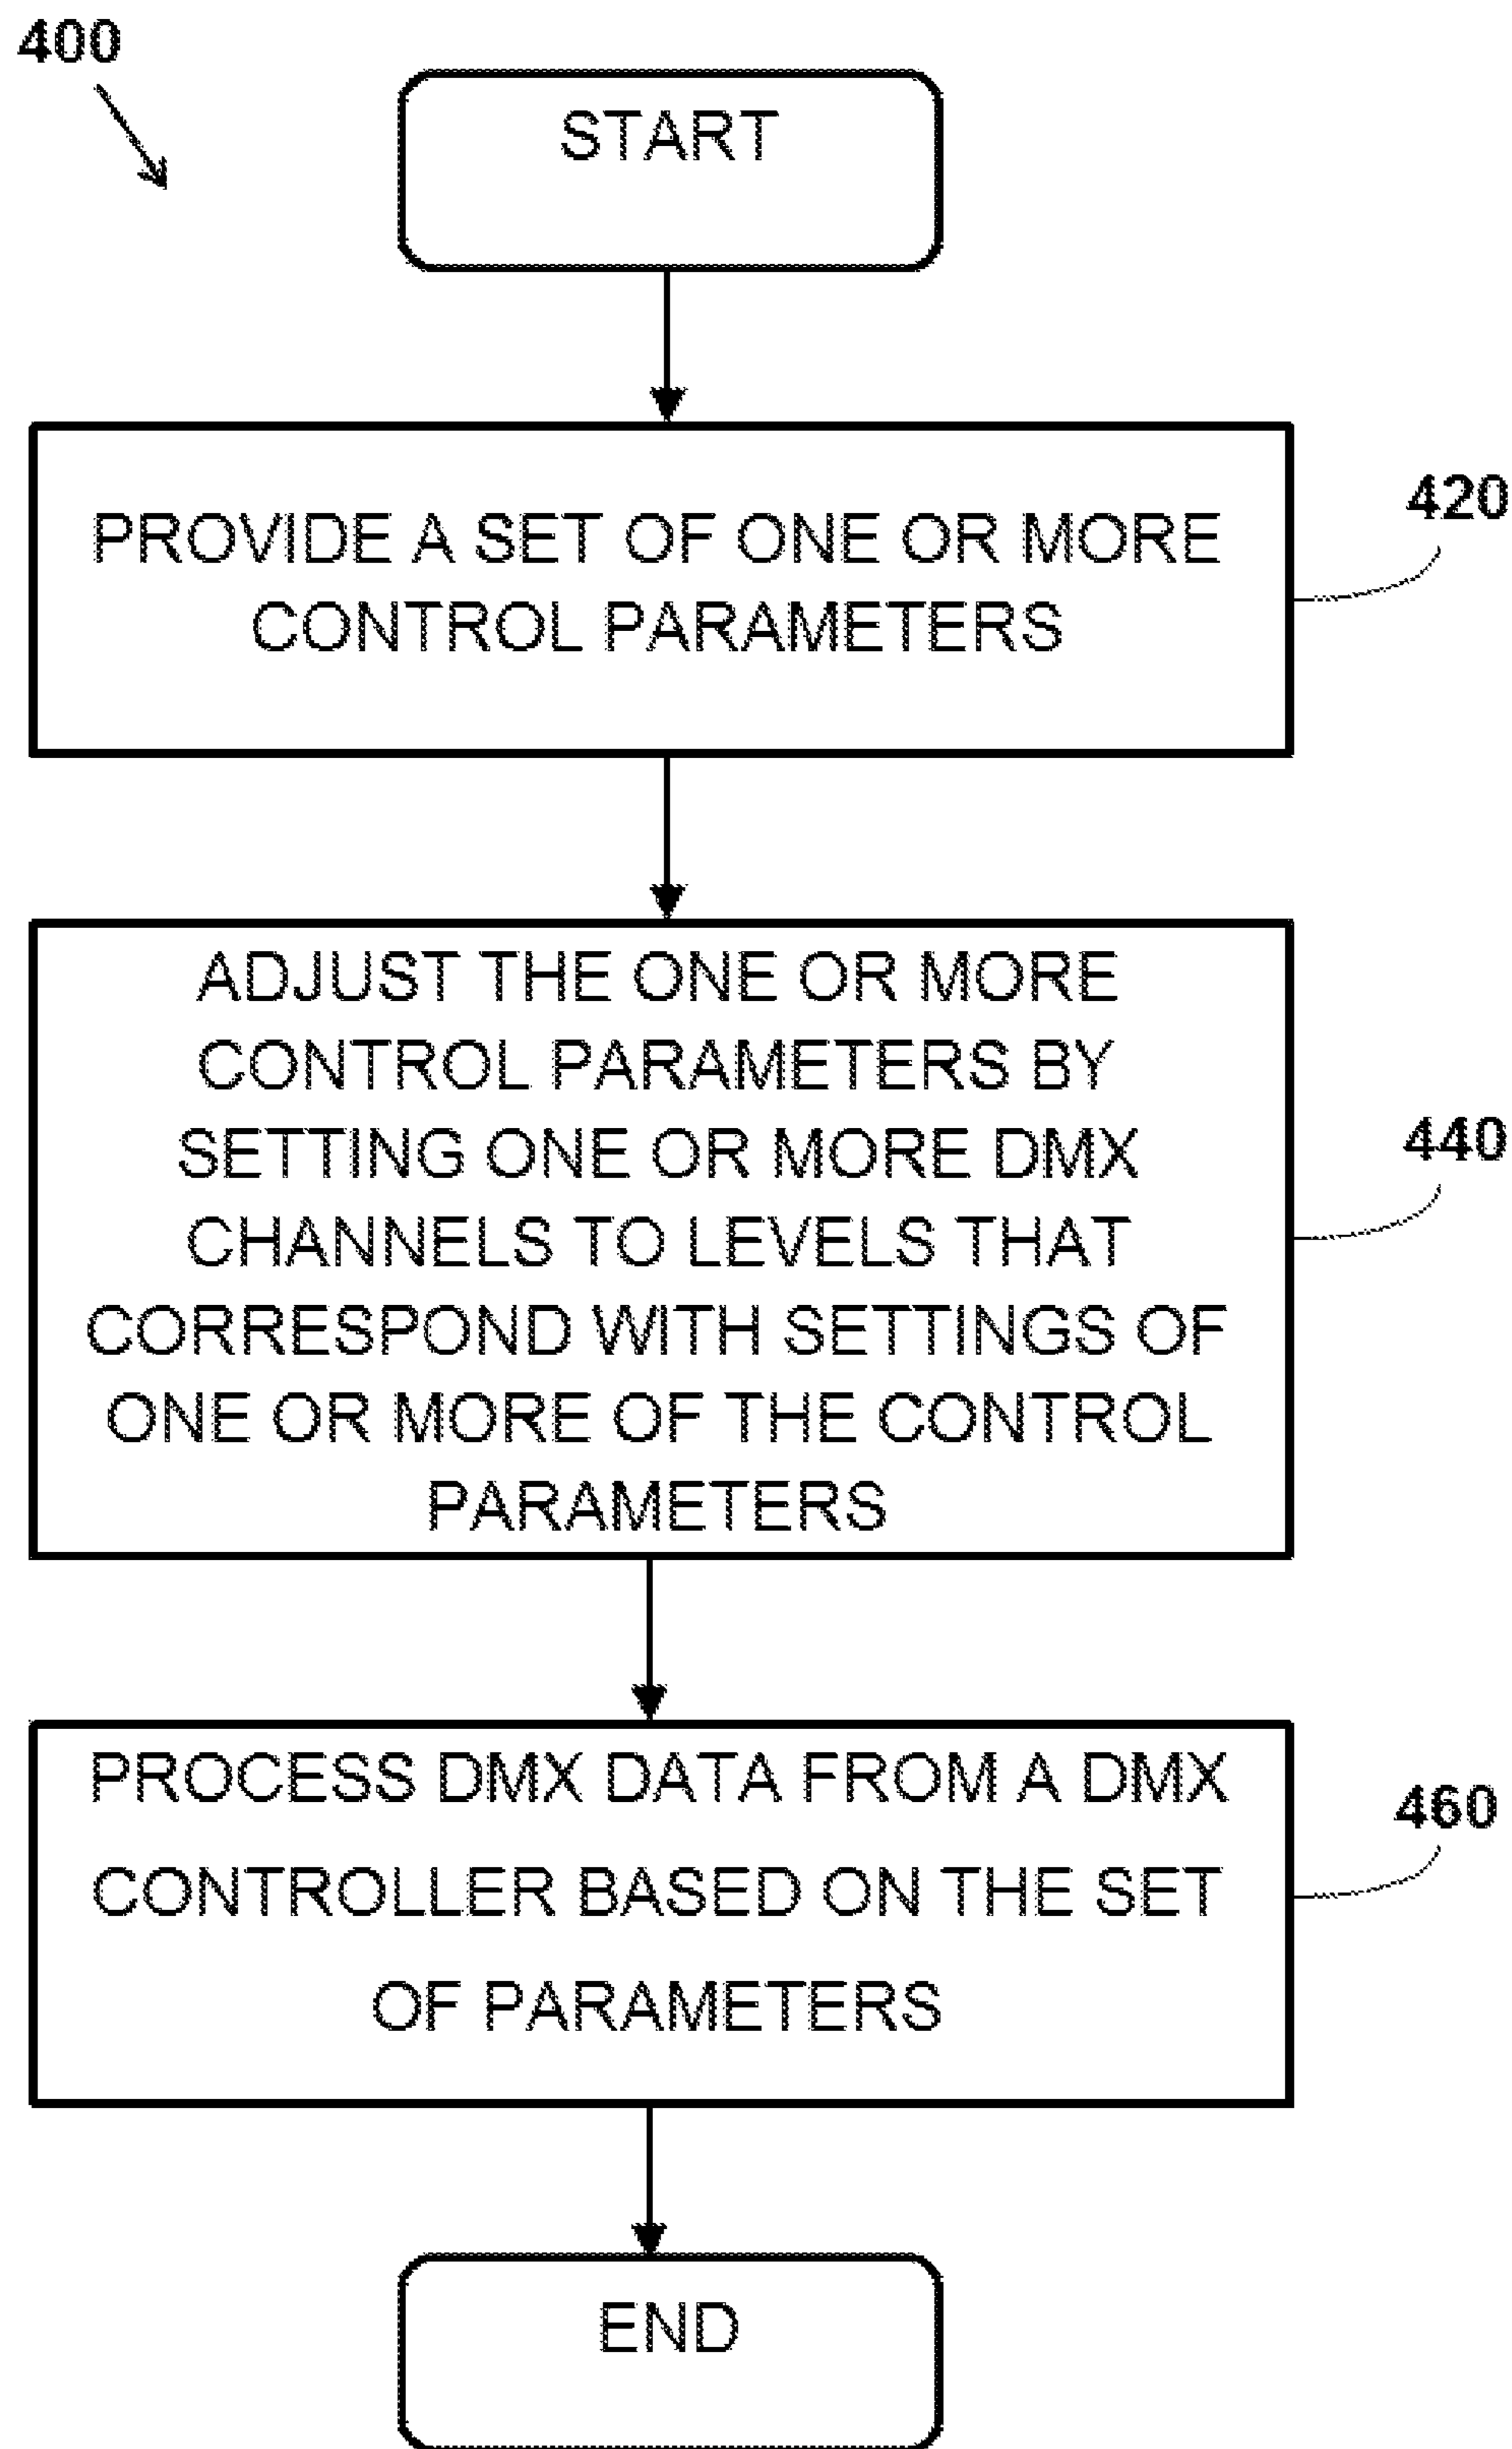 400
START
PROVIDE A SET OF ONE OR MORE
CONTROL PARAMETERS
420
ADJUST THE ONE OR MORE
CONTROL PARAMETERS BY
SETTING ONE OR MORE DMX
CHANNELS TO LEVELS THAT
CORRESPOND WITH SETTINGS OF
ONE OR MORE OF THE CONTROL
PARAMETERS
440
PROCESS DMX DATA FROM A DMX
CONTROLLER BASED ON THE SET
OF PARAMETERS
460
END